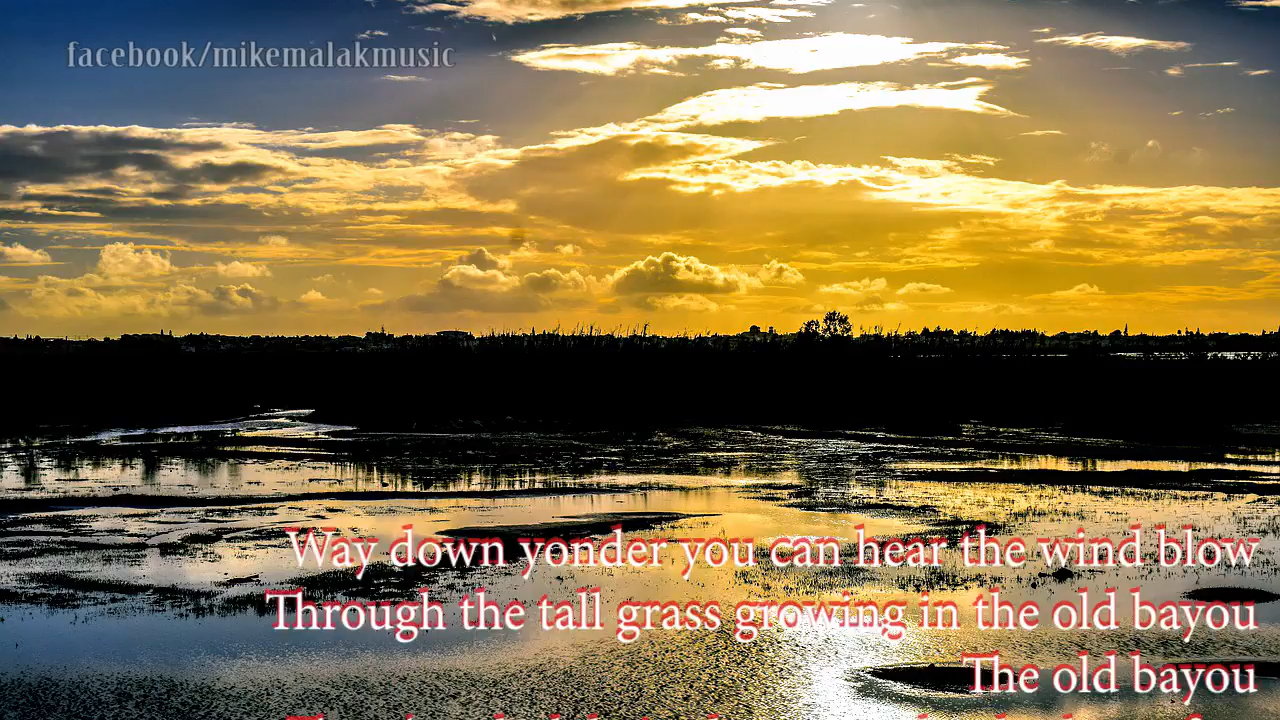 facebook/mikemalakmusic
Way down yonder you can hear the wind blow
Through the tall grass growing in the old bayou
The old bayou